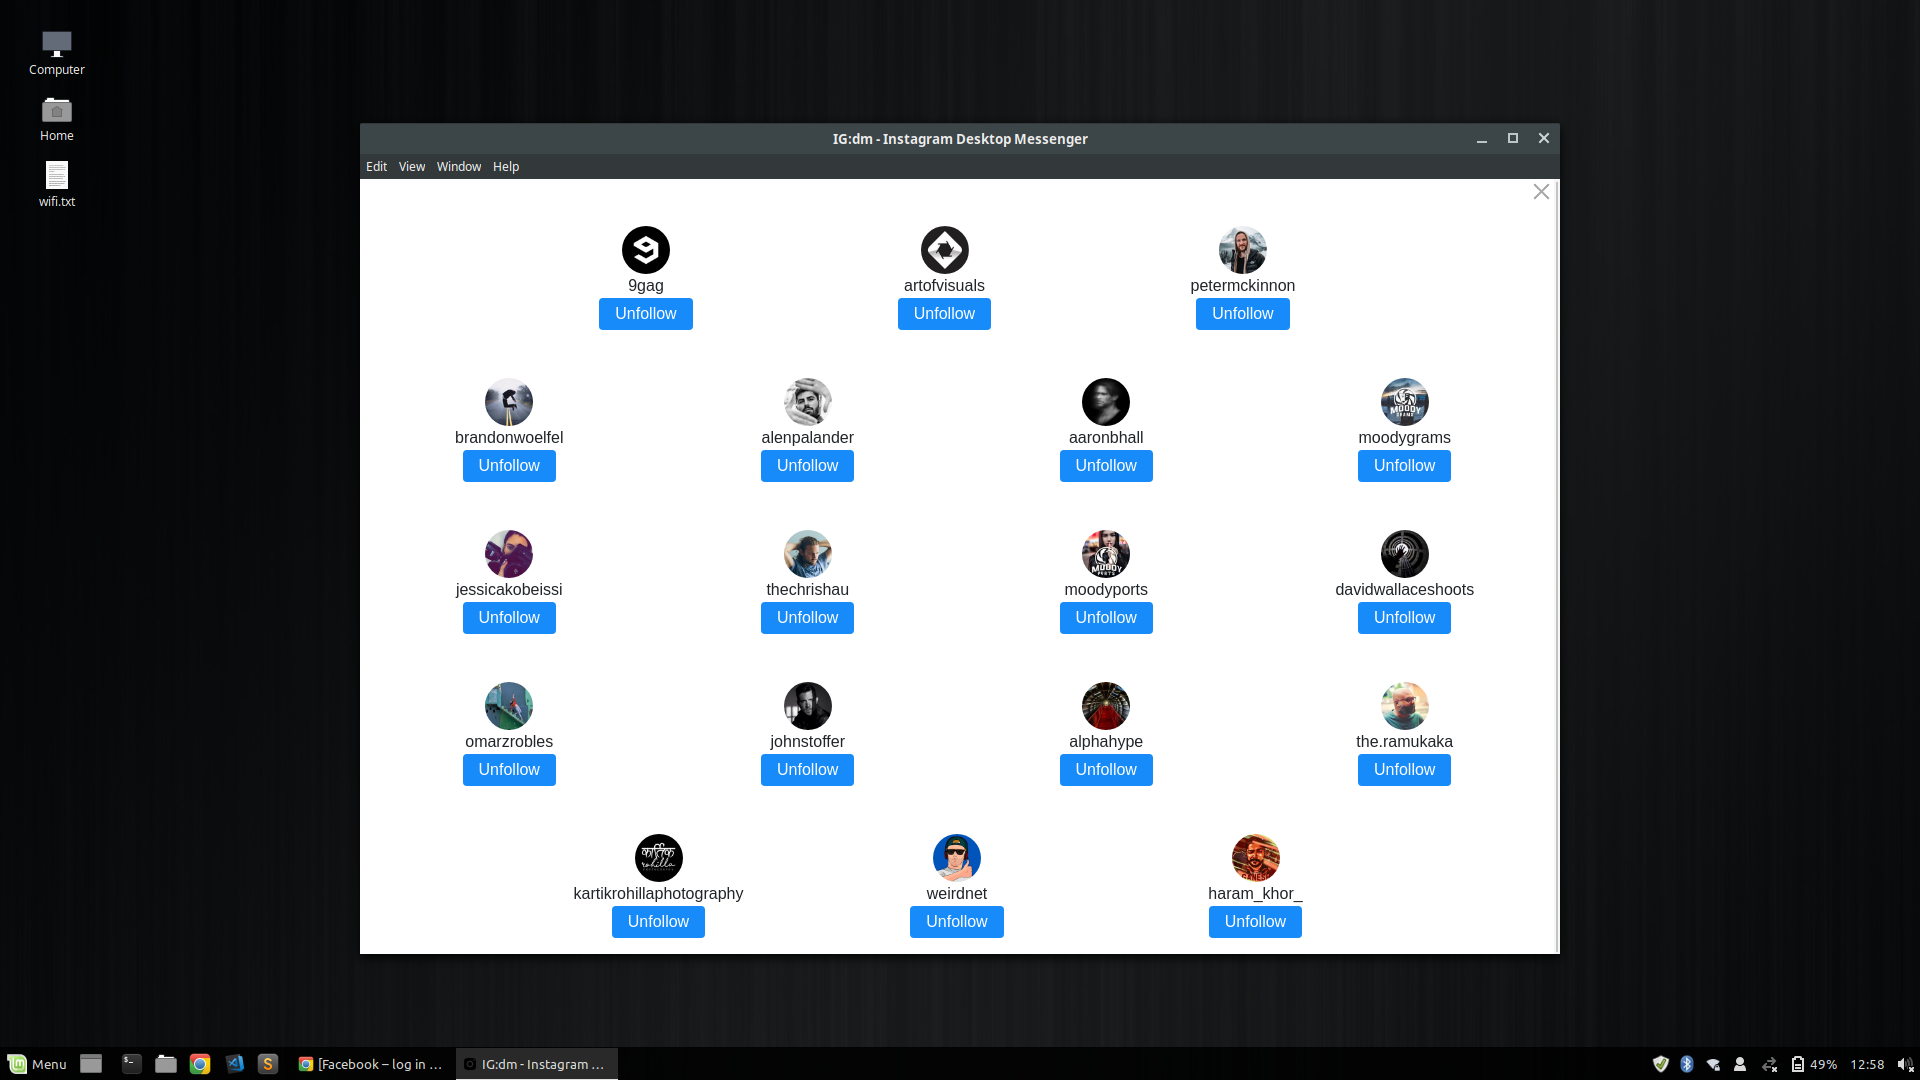 Computer
Home
wifi.txt
IG:dm - Instagram Desktop Messenger
Edit View Window Help
9gag artofvisuals petermckinnon
Unfollow Unfollow Unfollow
brandonwoelfel alenpalander aaronbhall moodygrams
Unfollow Unfollow Unfollow Unfollow
jessicakobeissi thechrishau moodyports davidwallaceshoots
Unfollow Unfollow Unfollow Unfollow
omarzrobles johnstoffer alphahype the.ramukaka
Unfollow Unfollow Unfollow Unfollow
kartikrohillaphotography weirdnet haram_khor_
Unfollow Unfollow Unfollow
Menu [Facebook – log in ... IG:dm - Instagram ... 49% 12:58